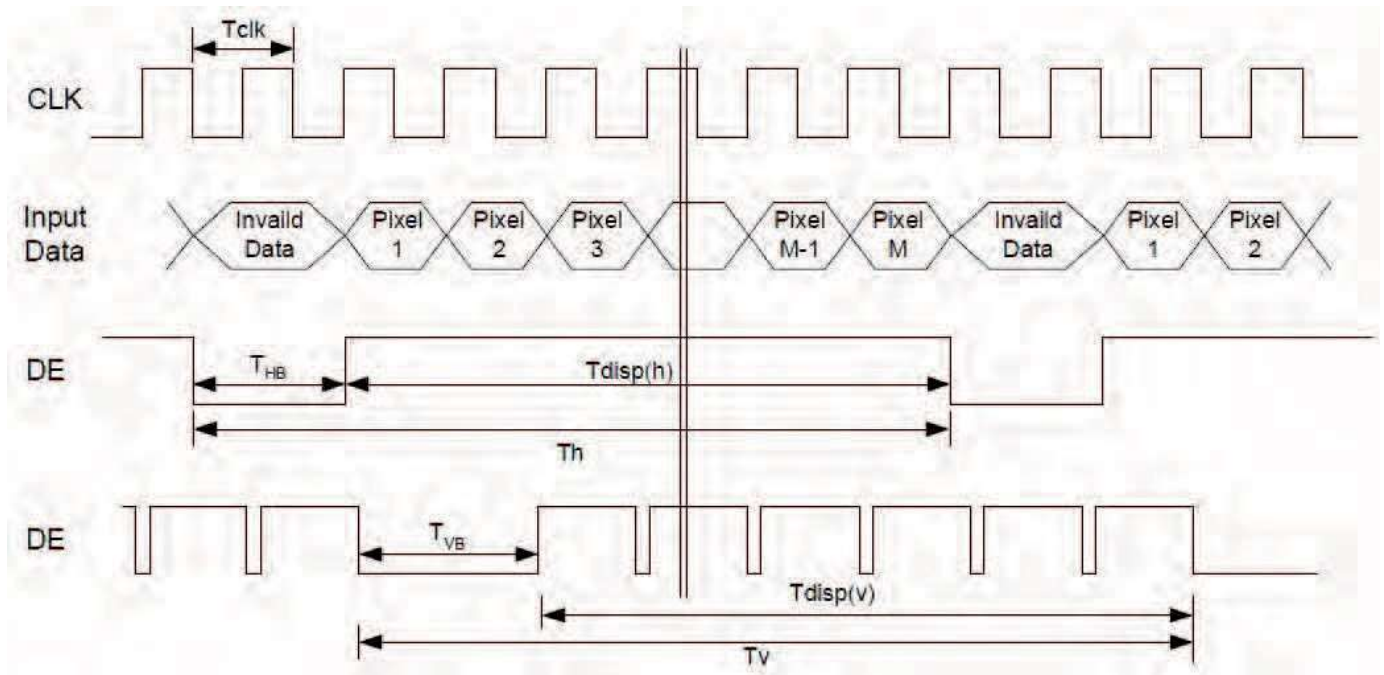 Tclk
CLK
Input
Data
Invaild
Data
Pixel
1
Pixel
2
Pixel
3
Pixel
M-1
Pixel
M
Invaild
Data
Pixel
1
Pixel
2
DE
THB
Tdisp(h)
Th
DE
TVB
Tdisp(v)
Tv